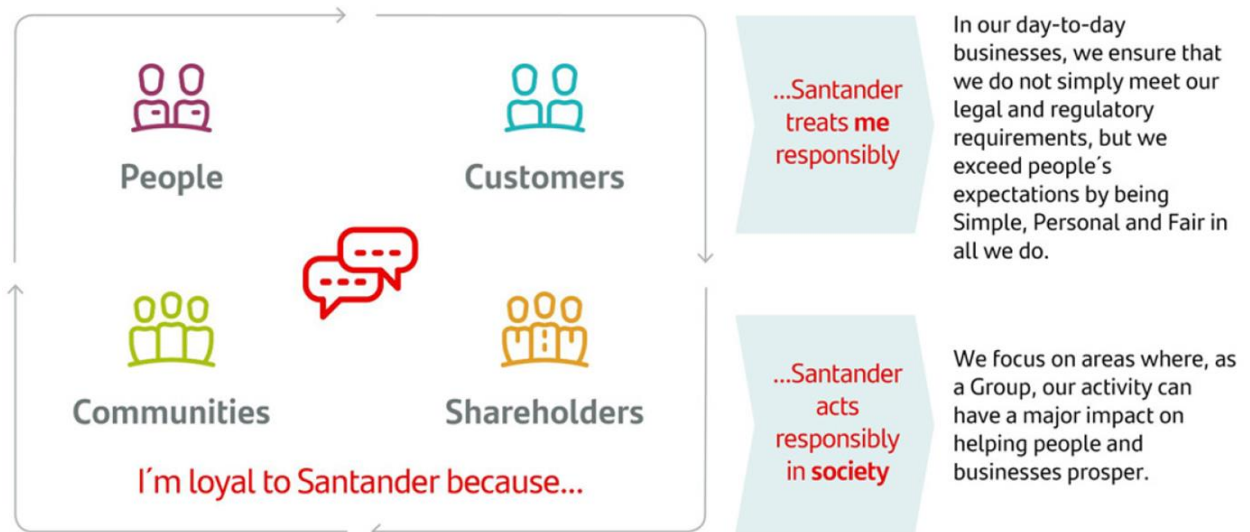 People
Customers
Communities
Shareholders
I´m loyal to Santander because...
...Santander
treats me
responsibly
In our day-to-day
businesses, we ensure that
we do not simply meet our
legal and regulatory
requirements, but we
exceed people´s
expectations by being
Simple, Personal and Fair in
all we do.
...Santander
acts
responsibly
in society
We focus on areas where, as
a Group, our activity can
have a major impact on
helping people and
businesses prosper.